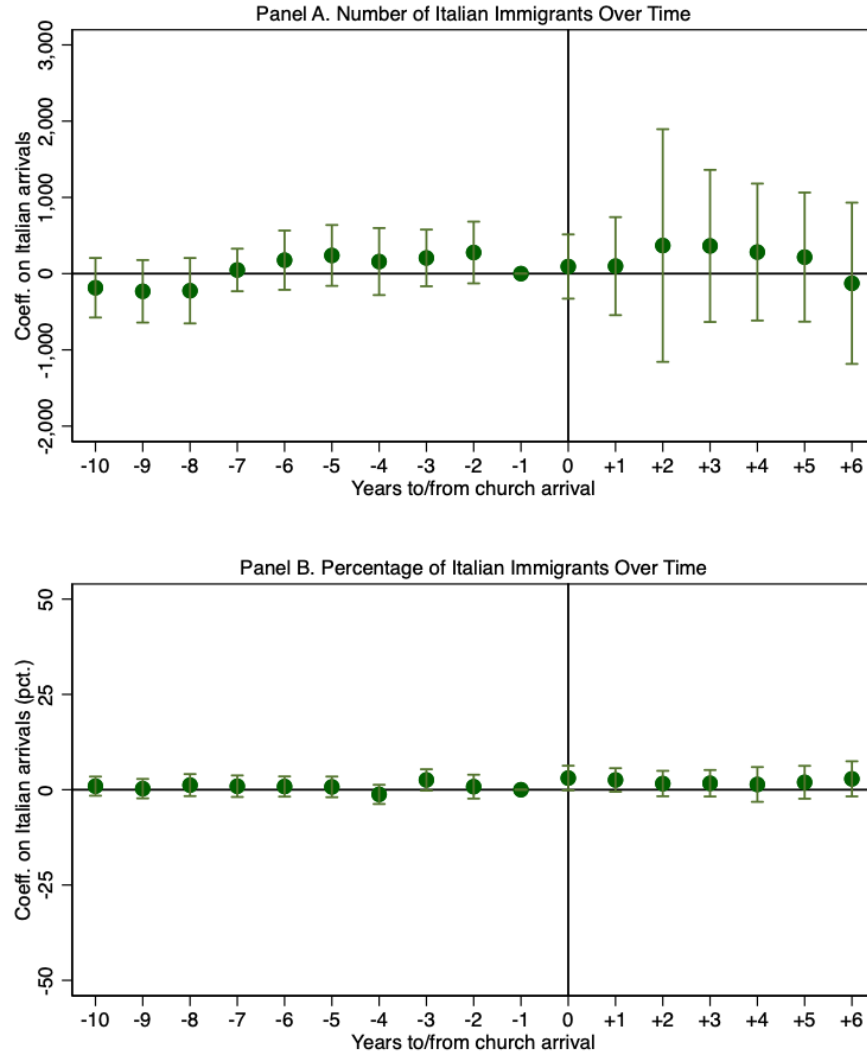 Panel A. Number of Italian Immigrants Over Time
Coeff. on Italian arrivals
3,000
2,000
1,000
0
-1,000
-2,000
-10 -9 -8 -7 -6 -5 -4 -3 -2 -1 0 +1 +2 +3 +4 +5 +6
Years to/from church arrival
Panel B. Percentage of Italian Immigrants Over Time
Coeff. on Italian arrivals (pct.)
50
25
0
-25
-50
-10 -9 -8 -7 -6 -5 -4 -3 -2 -1 0 +1 +2 +3 +4 +5 +6
Years to/from church arrival